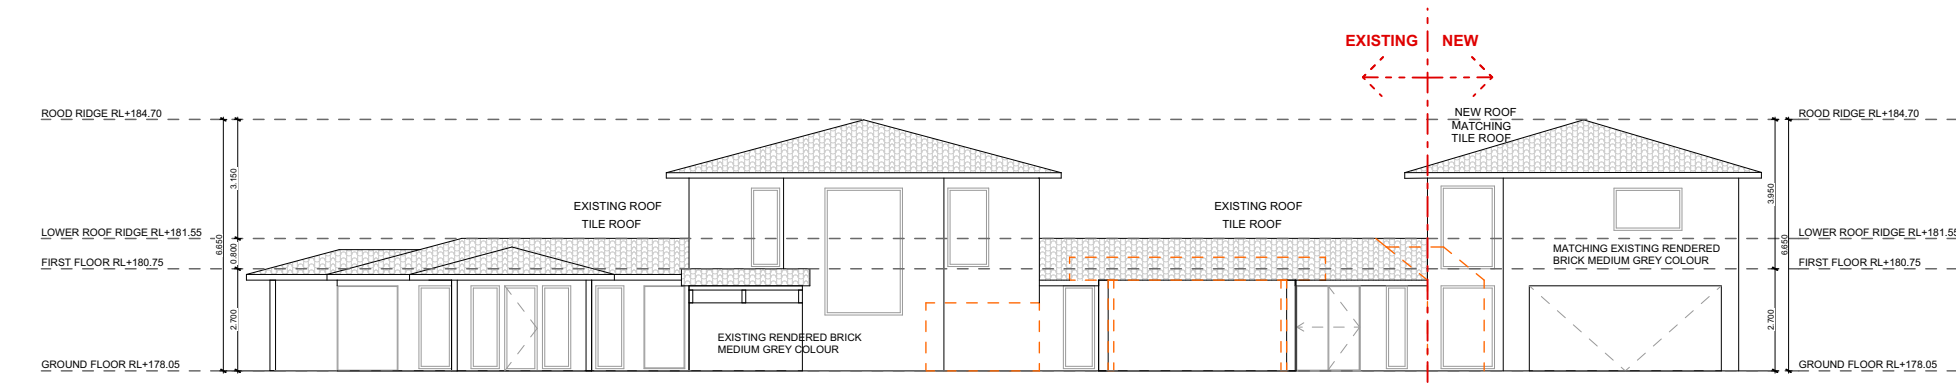 EXISTING NEW
ROOD RIDGE RL+184.70
NEW ROOF
MATCHING
TILE ROOF
ROOD RIDGE RL+184.70
3.150
3.950
EXISTING ROOF
TILE ROOF
EXISTING ROOF
TILE ROOF
LOWER ROOF RIDGE RL+181.55
LOWER ROOF RIDGE RL+181.55
6.650
0.800
6.650
MATCHING EXISTING RENDERED
BRICK MEDIUM GREY COLOUR
FIRST FLOOR RL+180.75
FIRST FLOOR RL+180.75
2.700
2.700
EXISTING RENDERED BRICK
MEDIUM GREY COLOUR
GROUND FLOOR RL+178.05
GROUND FLOOR RL+178.05